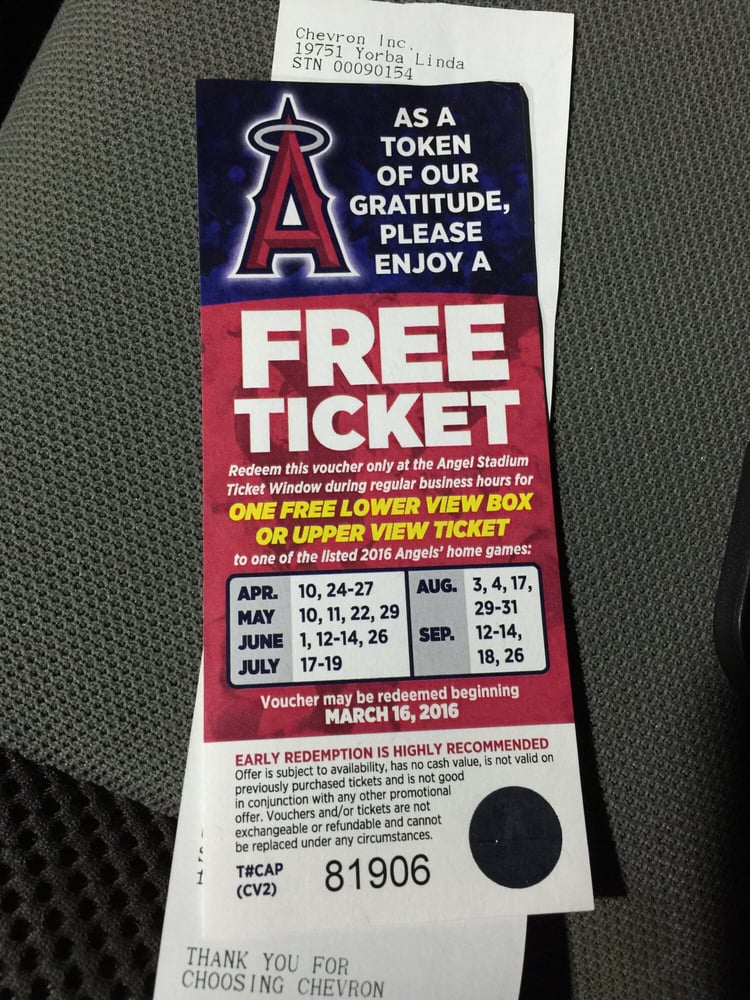 Chevron Inc.
19751 Yorba Linda
STN 00090154
AS A
TOKEN
OF OUR
GRATITUDE,
PLEASE
ENJOY A
FREE
TICKET
Redeem this voucher only at the Angel Stadium
Ticket Window during regular business hours for
ONE FREE LOWER VIEW BOX
OR UPPER VIEW TICKET
to one of the listed 2016 Angels' home games:
APR. 10, 24-27
MAY 10, 11, 22, 29
JUNE 1, 12-14, 26
JULY 17-19
AUG. 3, 4, 17,
29-31
SEP. 12-14,
18, 26
Voucher may be redeemed beginning
MARCH 16, 2016
EARLY REDEMPTION IS HIGHLY RECOMMENDED
Offer is subject to availability, has no cash value, is not valid on
previously purchased tickets and is not good
in conjunction with any other promotional
offer. Vouchers and/or tickets are not
exchangeable or refundable and cannot
be replaced under any circumstances.
T#CAP
(CV2)
81906
THANK YOU FOR
CHOOSING CHEVRON